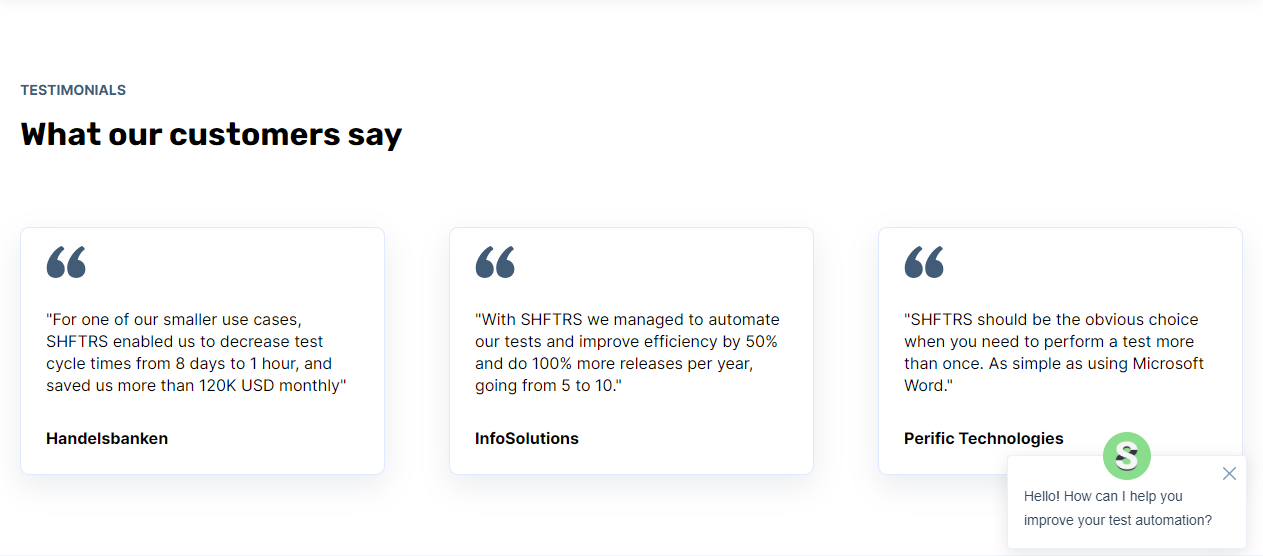 TESTIMONIALS
What our customers say
"For one of our smaller use cases,
SHFTRS enabled us to decrease test
cycle times from 8 days to 1 hour, and
saved us more than 120K USD monthly"
Handelsbanken
"With SHFTRS we managed to automate
our tests and improve efficiency by 50%
and do 100% more releases per year,
going from 5 to 10."
InfoSolutions
"SHFTRS should be the obvious choice
when you need to perform a test more
than once. As simple as using Microsoft
Word."
Perific Technologies
S
Hello! How can I help you
improve your test automation?